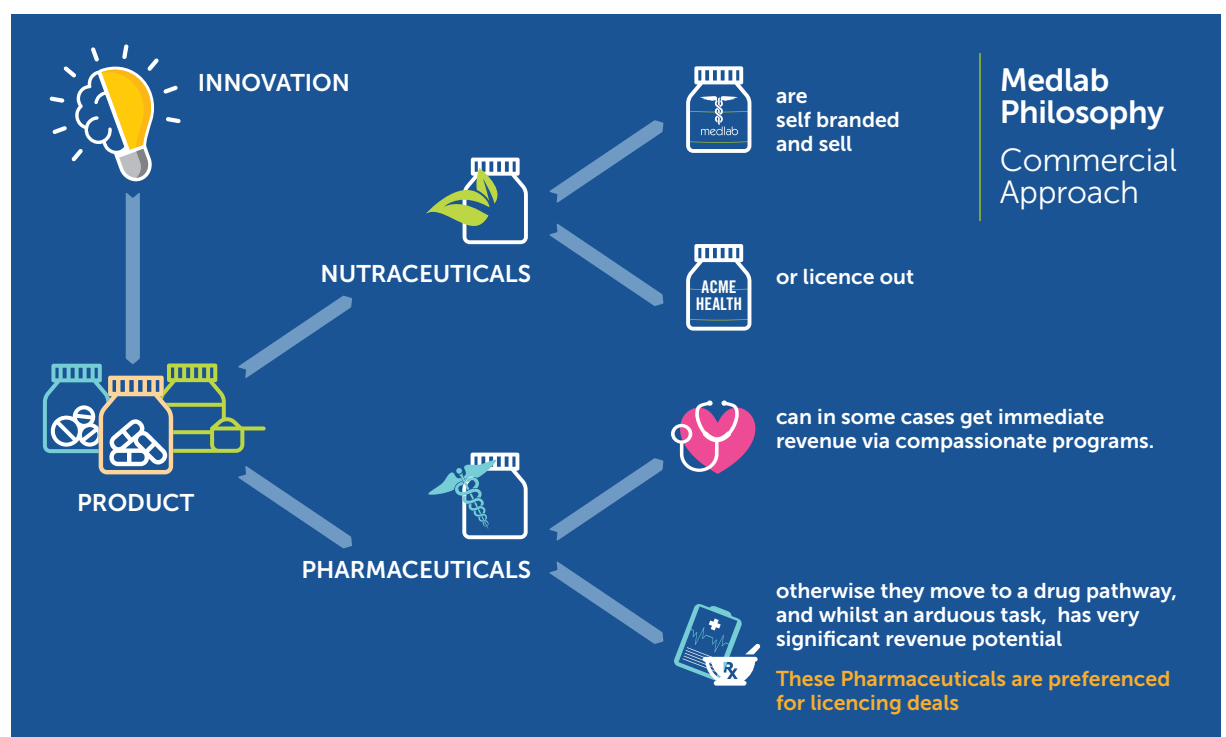 INNOVATION
Medlab
Philosophy
Commercial
Approach
medlab
are
self branded
and sell
NUTRACEUTICALS
ACME
HEALTH
or licence out
PRODUCT
can in some cases get immediate
revenue via compassionate programs.
PHARMACEUTICALS
otherwise they move to a drug pathway,
and whilst an arduous task,  has very
significant revenue potential
Rx
These Pharmaceuticals are preferenced
for licencing deals